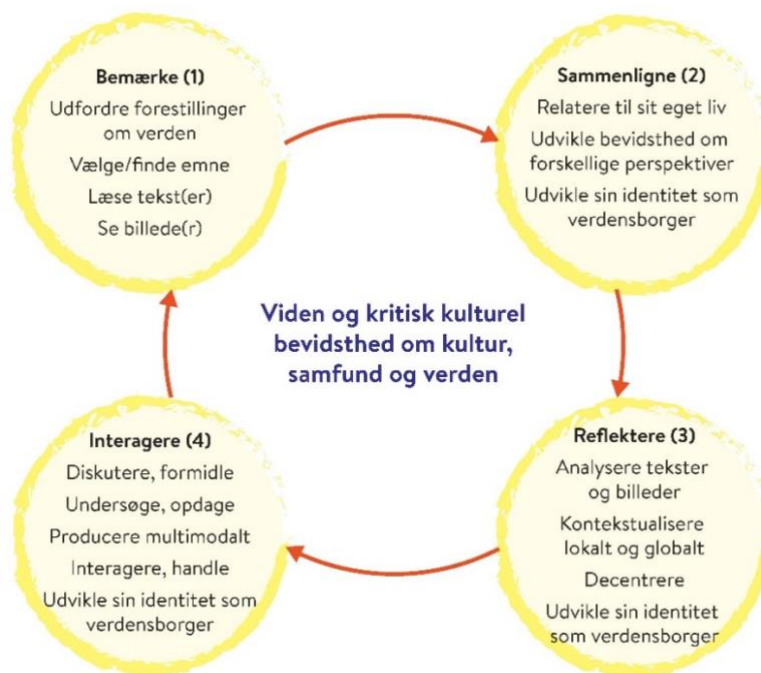 Bemærke (1)
Udfordre forestillinger
om verden
Vælge/finde emne
Læse tekst(er)
Se billede(r)
Sammenligne (2)
Relatere til sit eget liv
Udvikle bevidsthed om
forskellige perspektiver
Udvikle sin identitet som
verdensborger
Viden og kritisk kulturel
bevidsthed om kultur,
samfund og verden
Reflektere (3)
Analysere tekster
og billeder
Kontekstualisere
lokalt og globalt
Decentrere
Udvikle sin identitet
som verdensborger
Interagere (4)
Diskutere, formidle
Undersøge, opdage
Producere multimodalt
Interagere, handle
Udvikle sin identitet som
verdensborger